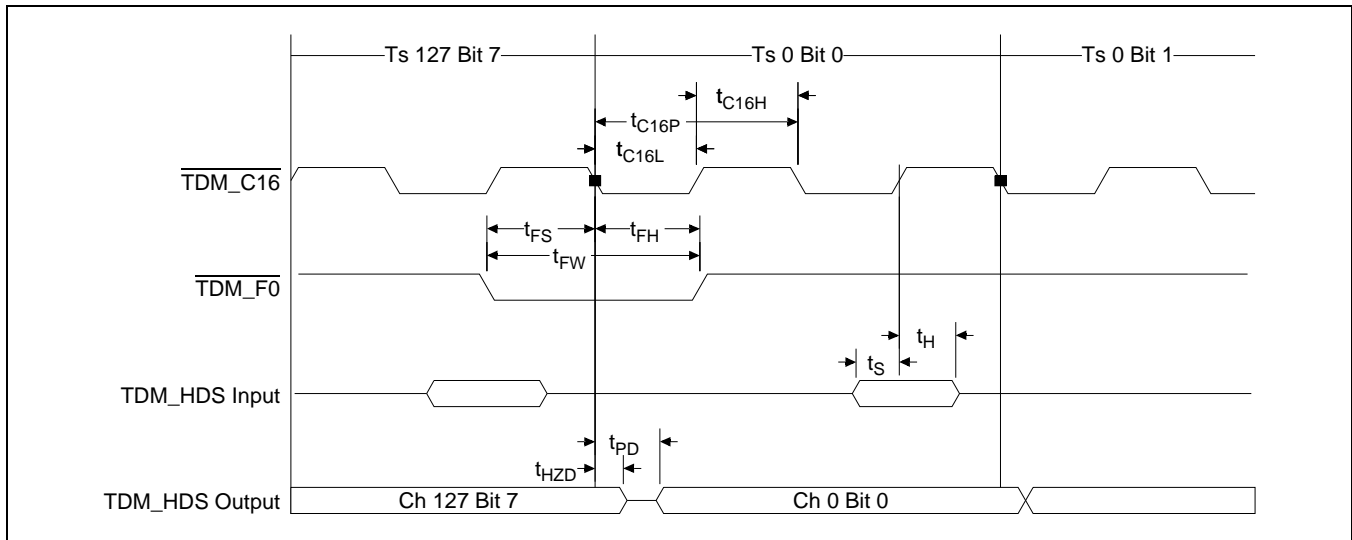 Ts 127 Bit 7 Ts 0 Bit 0 Ts 0 Bit 1
tC16H
tC16P
tC16L
TDM_C16
tFS tFH
tFW
TDM_F0
tH
tS
TDM_HDS Input
tPD
tHZD
TDM_HDS Output Ch 127 Bit 7 Ch 0 Bit 0